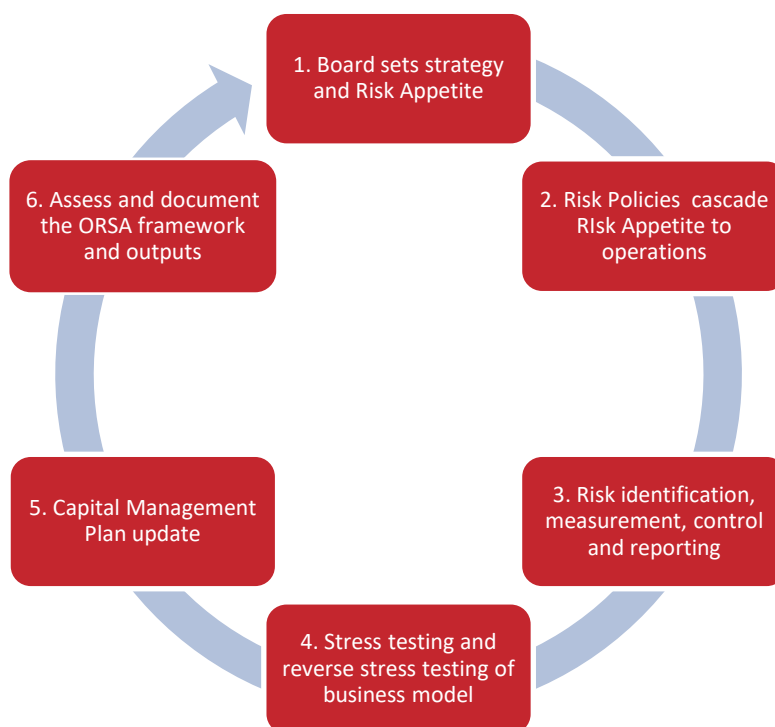 1. Board sets strategy
and Risk Appetite
2. Risk Policies  cascade
RIsk Appetite to
operations
3. Risk identification,
measurement, control
and reporting
4. Stress testing and
reverse stress testing of
business model
5. Capital Management
Plan update
6. Assess and document
the ORSA framework
and outputs